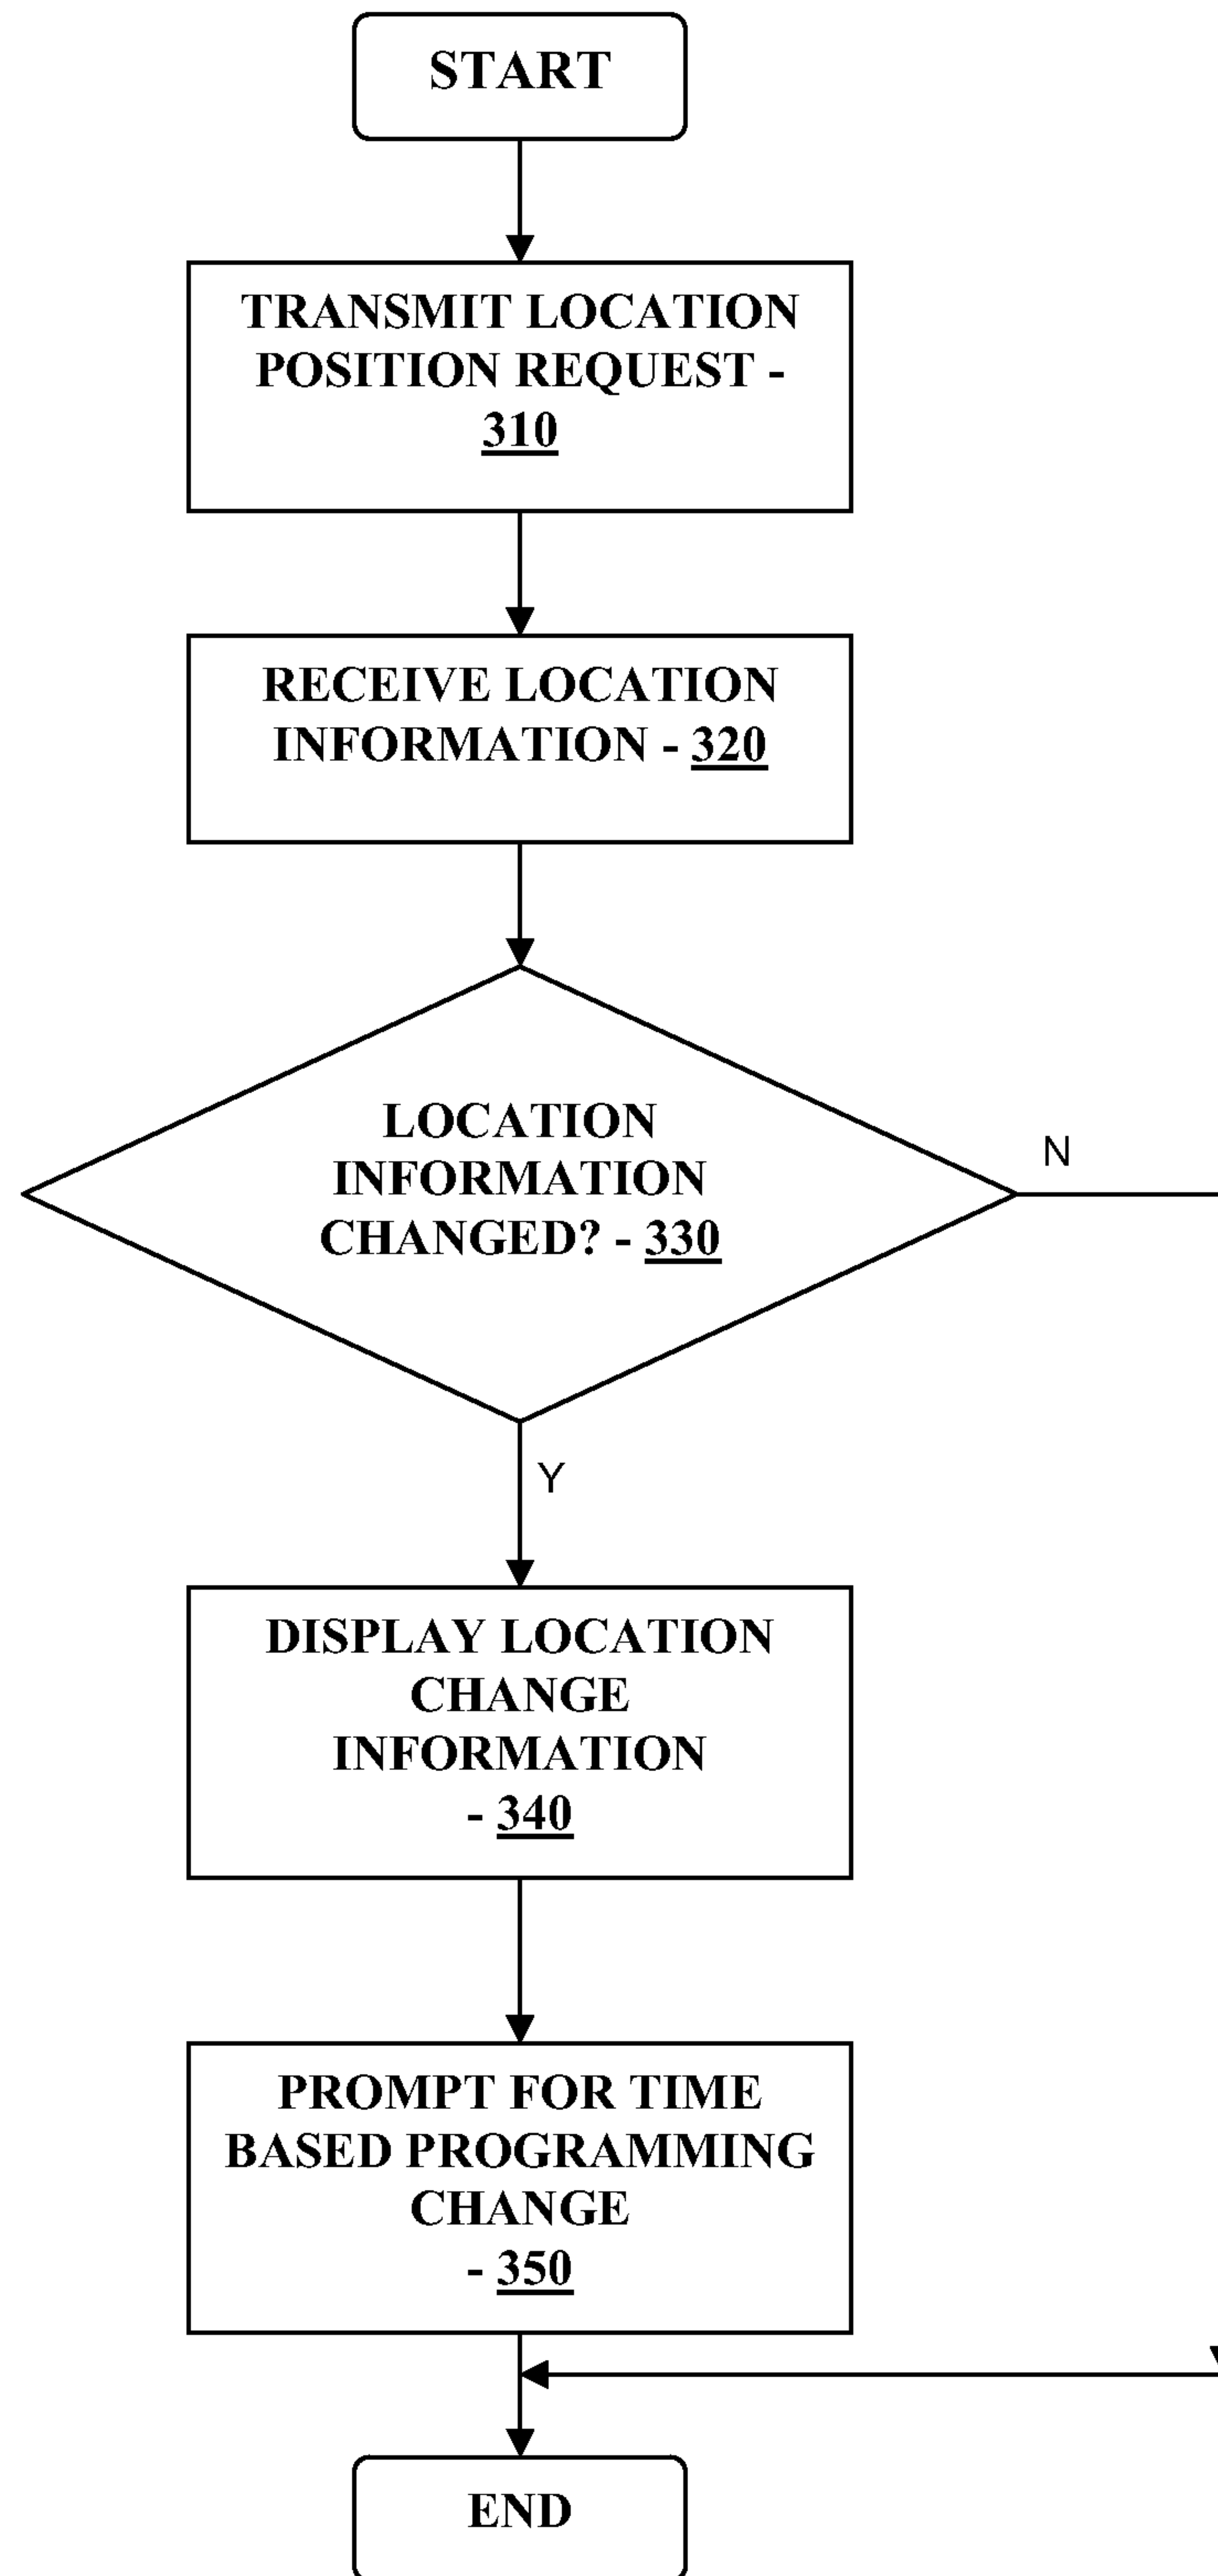 START
TRANSMIT LOCATION
POSITION REQUEST -
310
RECEIVE LOCATION
INFORMATION - 320
LOCATION
INFORMATION
CHANGED? - 330
N
Y
DISPLAY LOCATION
CHANGE
INFORMATION
- 340
PROMPT FOR TIME
BASED PROGRAMMING
CHANGE
- 350
END